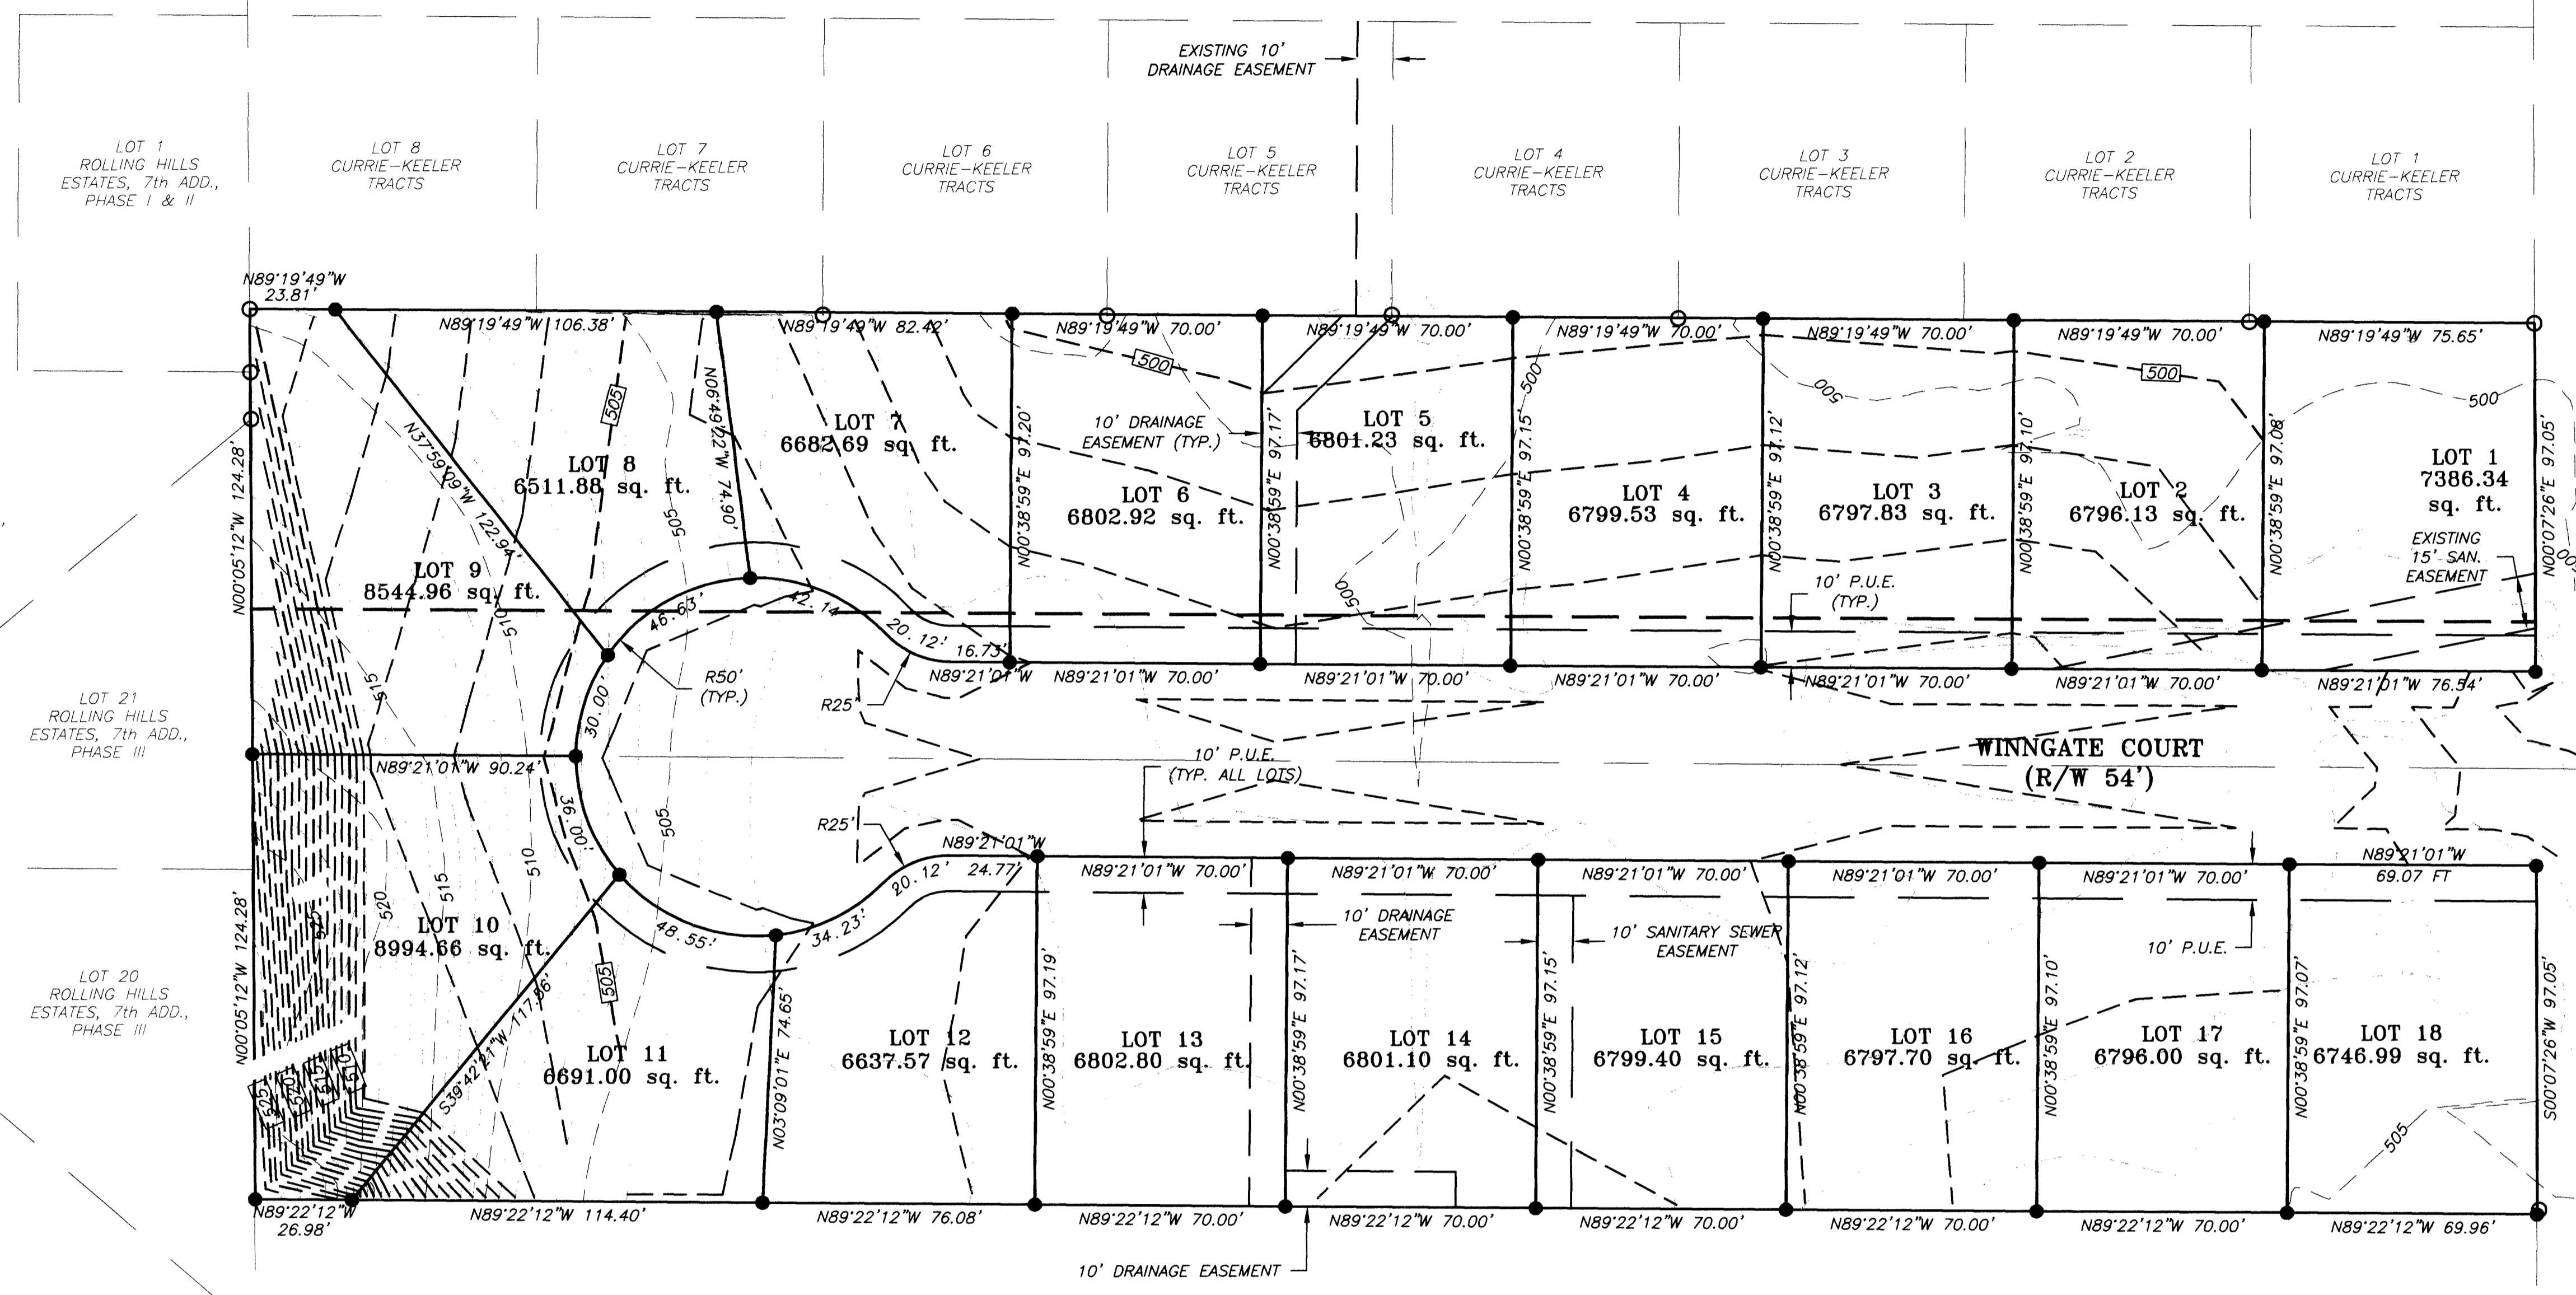 EXISTING 10'
DRAINAGE EASEMENT
LOT 1
ROLLING HILLS
ESTATES, 7th ADD.,
PHASE I & II
LOT 8
CURRIE-KEELER
TRACTS
LOT 7
CURRIE-KEELER
TRACTS
LOT 6
CURRIE-KEELER
TRACTS
LOT 5
CURRIE-KEELER
TRACTS
LOT 4
CURRIE-KEELER
TRACTS
LOT 3
CURRIE-KEELER
TRACTS
LOT 2
CURRIE-KEELER
TRACTS
LOT 1
CURRIE-KEELER
TRACTS
N89°19'49"W
23.81'
N89°19'49"W 106.38'
N89°19'49"W 82.42'
N89°19'49"W 70.00'
N89°19'49"W 70.00'
N89°19'49"W 70.00'
N89°19'49"W 70.00'
N89°19'49"W 70.00'
N89°19'49"W 75.65'
500
500
500
500
500
505
N00°05'12"W 124.28'
N37°59'09"W 122.94'
N06°49'22"W 74.90'
N00°38'59"E 97.20'
N00°38'59"E 97.17'
N00°38'59"E 97.15'
N00°38'59"E 97.12'
N00°38'59"E 97.10'
N00°38'59"E 97.08'
N00°07'26"E 97.05'
LOT 9
8544.96 sq. ft.
LOT 8
6511.88 sq. ft.
LOT 7
6682.69 sq. ft.
10' DRAINAGE
EASEMENT (TYP.)
LOT 6
6802.92 sq. ft.
LOT 5
6801.23 sq. ft.
LOT 4
6799.53 sq. ft.
LOT 3
6797.83 sq. ft.
LOT 2
6796.13 sq. ft.
LOT 1
7386.34
sq. ft.
EXISTING
15' SAN.
EASEMENT
10' P.U.E.
(TYP.)
505
510
515
500
46.63'
42.14'
20.12'
16.73'
30.00'
R50'
(TYP.)
R25'
N89°21'01"W
N89°21'01"W 70.00'
N89°21'01"W 70.00'
N89°21'01"W 70.00'
N89°21'01"W 70.00'
N89°21'01"W 70.00'
N89°21'01"W 76.54'
LOT 21
ROLLING HILLS
ESTATES, 7th ADD.,
PHASE III
N89°21'01"W 90.24'
10' P.U.E.
(TYP. ALL LOTS)
WINNGATE COURT
(R/W 54')
36.00'
505
R25'
20.12'
N89°21'01"W
24.77'
34.23'
48.55'
N89°21'01"W 70.00'
N89°21'01"W 70.00'
N89°21'01"W 70.00'
N89°21'01"W 70.00'
N89°21'01"W 70.00'
N89°21'01"W
69.07 FT
510
515
520
525
505
N00°05'12"W 124.28'
LOT 20
ROLLING HILLS
ESTATES, 7th ADD.,
PHASE III
LOT 10
8994.66 sq. ft.
S39°42'21"W 117.56'
LOT 11
6691.00 sq. ft.
N03°09'01"E 74.65'
LOT 12
6637.57 sq. ft.
N00°38'59"E 97.19'
LOT 13
6802.80 sq. ft.
10' DRAINAGE
EASEMENT
N00°38'59"E 97.17'
LOT 14
6801.10 sq. ft.
10' SANITARY SEWER
EASEMENT
N00°38'59"E 97.15'
LOT 15
6799.40 sq. ft.
N00°38'59"E 97.12'
LOT 16
6797.70 sq. ft.
N00°38'59"E 97.10'
10' P.U.E.
LOT 17
6796.00 sq. ft.
N00°38'59"E 97.07'
LOT 18
6746.99 sq. ft.
S00°07'26"W 97.05'
505
525
520
515
510
N89°22'12"W
26.98'
N89°22'12"W 114.40'
N89°22'12"W 76.08'
N89°22'12"W 70.00'
N89°22'12"W 70.00'
N89°22'12"W 70.00'
N89°22'12"W 70.00'
N89°22'12"W 70.00'
N89°22'12"W 69.96'
10' DRAINAGE EASEMENT